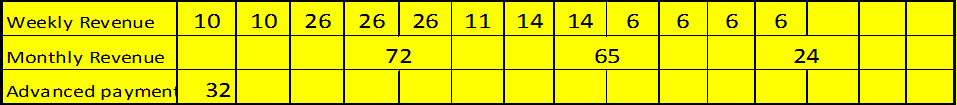 Weekly Revenue 10 10 26 26 26 11 14 14 6 6 6 6
Monthly Revenue 72 65 24
Advanced payment 32